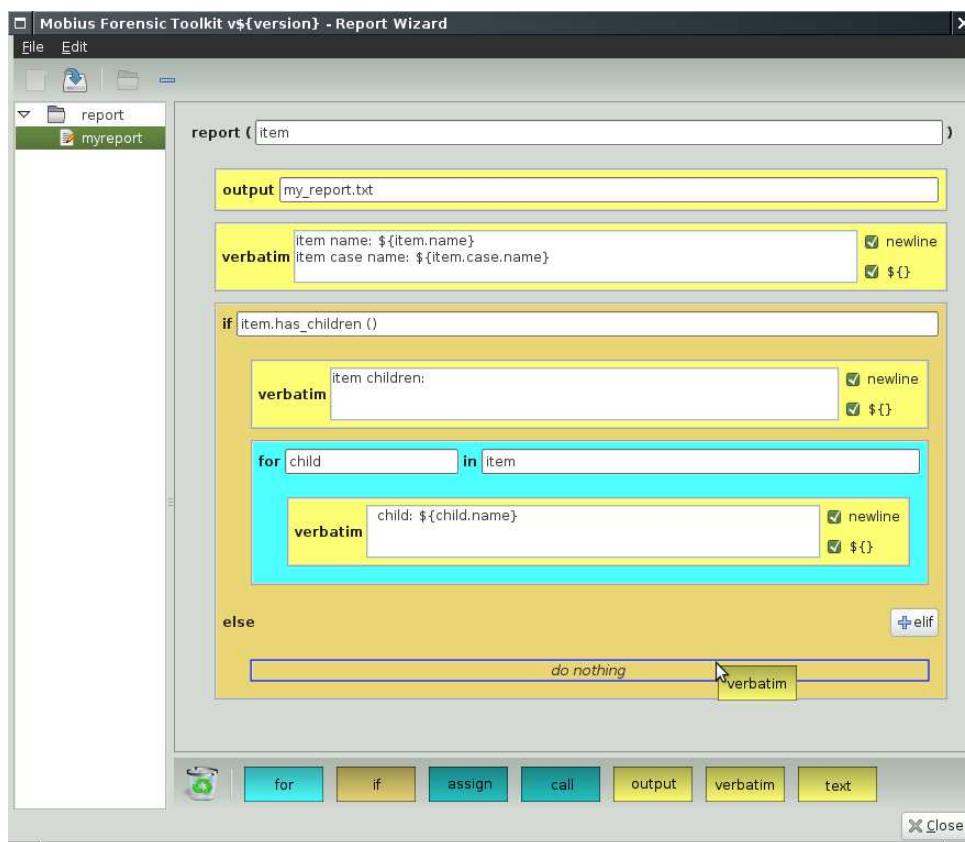 Mobius Forensic Toolkit v${version} - Report Wizard
File Edit
report
myreport
report ( item )
output my_report.txt
item name: ${item.name}
newline
verbatim item case name: ${item.case.name}
${}
if item.has_children ()
item children:
newline
verbatim
${}
for child in item
child: ${child.name}
newline
verbatim
${}
else
elif
do nothing
verbatim
for if assign call output verbatim text
Close